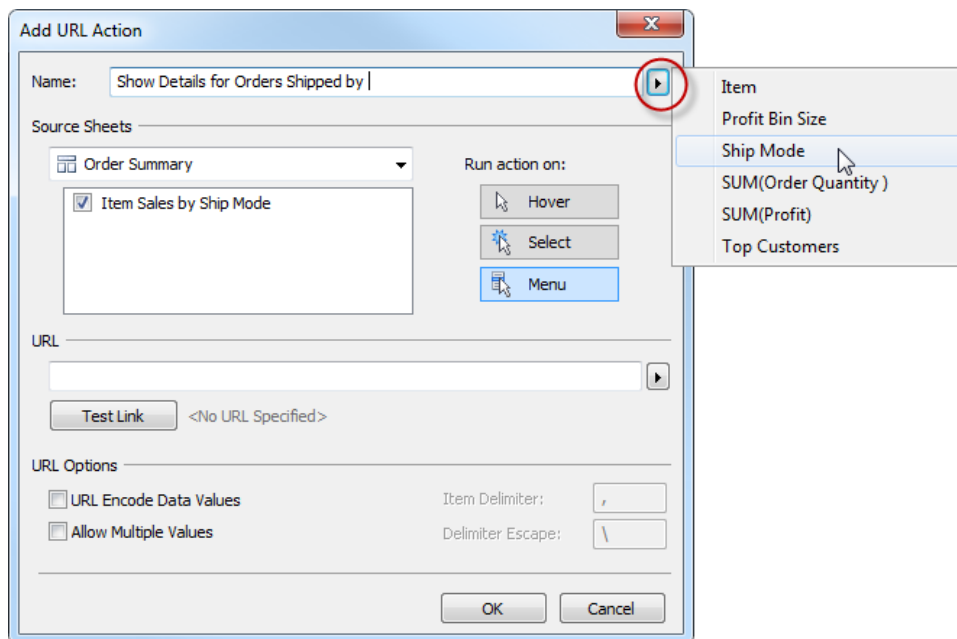 Add URL Action
Name: Show Details for Orders Shipped by
Item
Profit Bin Size
Ship Mode
SUM(Order Quantity )
SUM(Profit)
Top Customers
Source Sheets
Order Summary
Item Sales by Ship Mode
Run action on:
Hover
Select
Menu
URL
Test Link <No URL Specified>
URL Options
URL Encode Data Values
Item Delimiter: ,
Allow Multiple Values
Delimiter Escape: \
OK Cancel